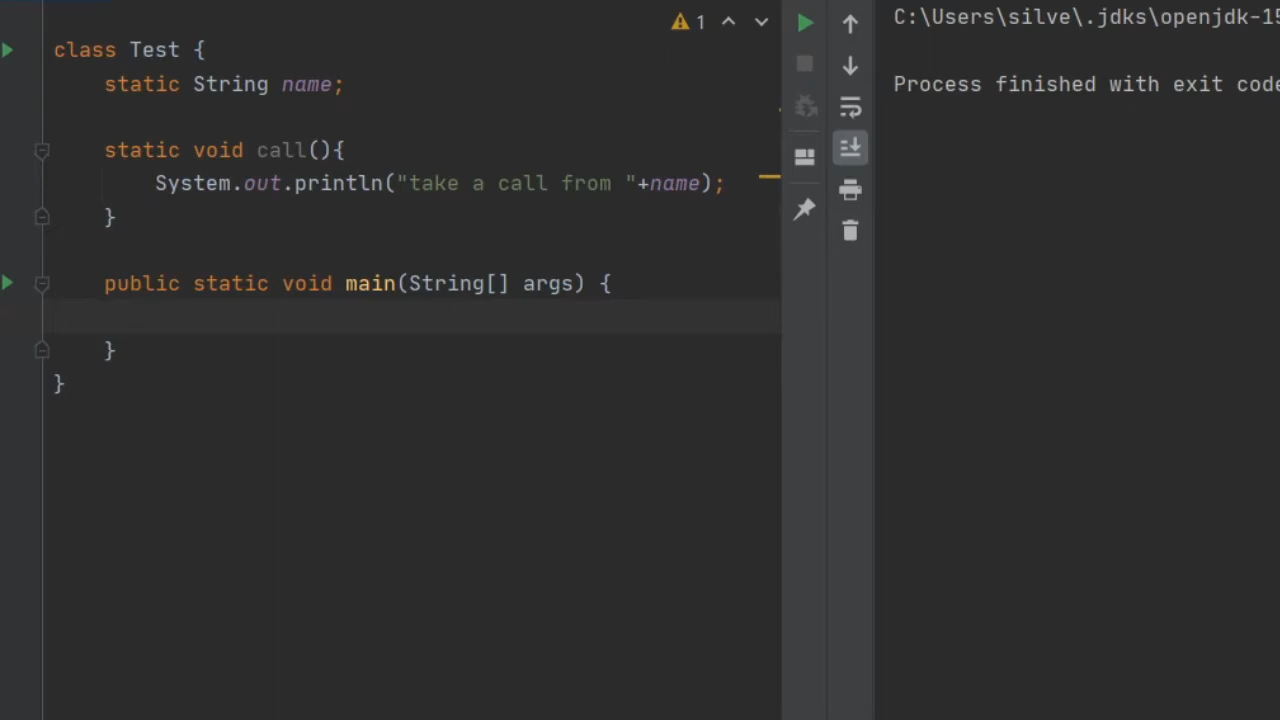 1
class Test {
static String name;
static void call(){
System.out.println("take a call from "+name);
}
public static void main(String[] args) {
}
}
C:\Users\silve\.jdks\openjdk-15
Process finished with exit code